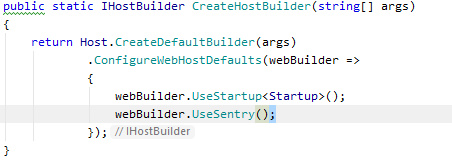 public static IHostBuilder CreateHostBuilder(string[] args)
{
    return Host.CreateDefaultBuilder(args)
            .ConfigureWebHostDefaults(webBuilder =>
            {
                webBuilder.UseStartup<Startup>();
                webBuilder.UseSentry();
            }); // IHostBuilder
}